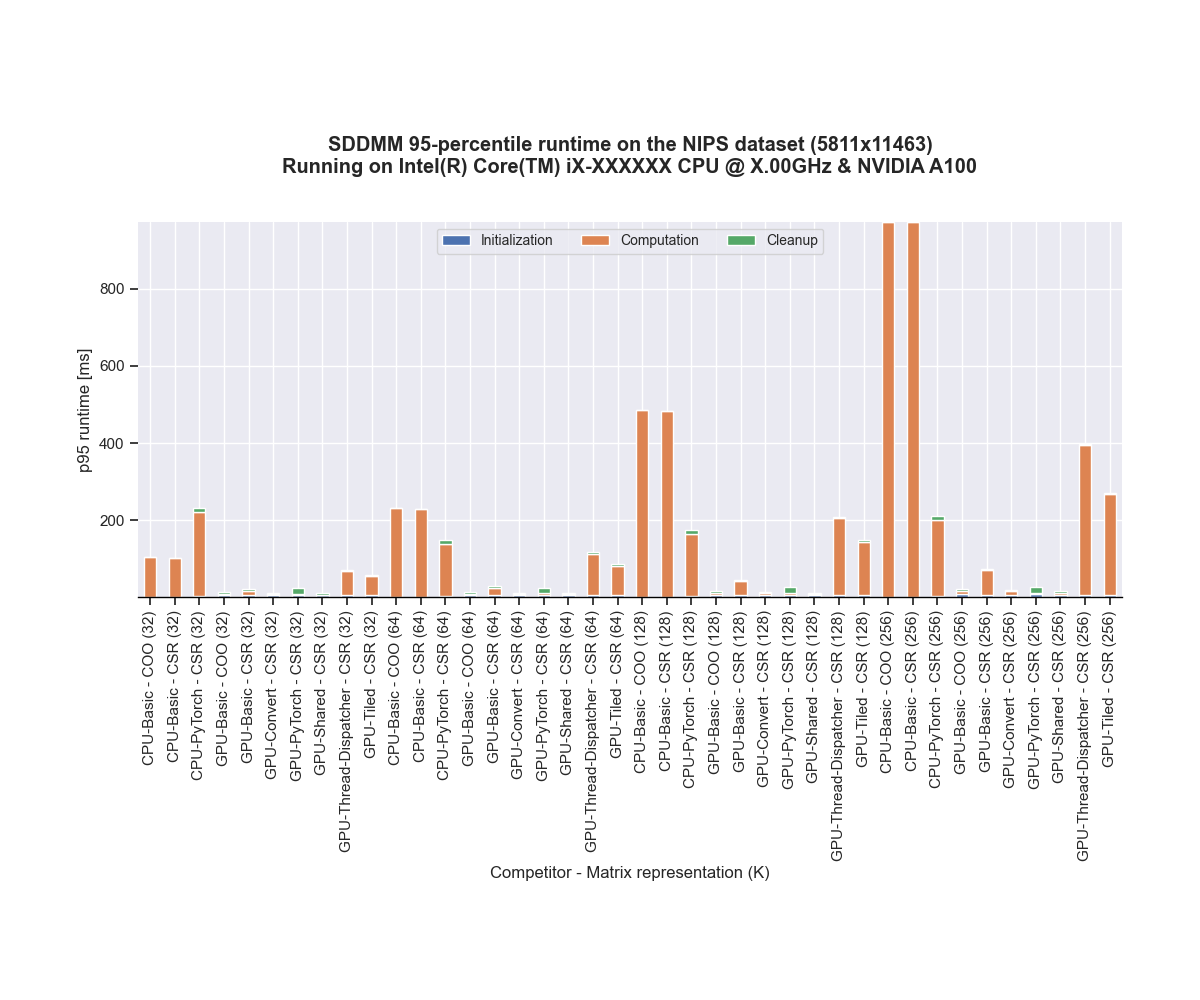 SDDMM 95-percentile runtime on the NIPS dataset (5811x11463)
Running on Intel(R) Core(TM) iX-XXXXXX CPU @ X.00GHz & NVIDIA A100
Initialization
Computation
Cleanup
p95 runtime [ms]
800
600
400
200
CPU-Basic - COO (32)
CPU-Basic - CSR (32)
CPU-PyTorch - CSR (32)
GPU-Basic - COO (32)
GPU-Basic - CSR (32)
GPU-Convert - CSR (32)
GPU-PyTorch - CSR (32)
GPU-Shared - CSR (32)
GPU-Thread-Dispatcher - CSR (32)
GPU-Tiled - CSR (32)
CPU-Basic - COO (64)
CPU-Basic - CSR (64)
CPU-PyTorch - CSR (64)
GPU-Basic - COO (64)
GPU-Basic - CSR (64)
GPU-Convert - CSR (64)
GPU-PyTorch - CSR (64)
GPU-Shared - CSR (64)
GPU-Thread-Dispatcher - CSR (64)
GPU-Tiled - CSR (64)
CPU-Basic - COO (128)
CPU-Basic - CSR (128)
CPU-PyTorch - CSR (128)
GPU-Basic - COO (128)
GPU-Basic - CSR (128)
GPU-Convert - CSR (128)
GPU-PyTorch - CSR (128)
GPU-Shared - CSR (128)
GPU-Thread-Dispatcher - CSR (128)
GPU-Tiled - CSR (128)
CPU-Basic - COO (256)
CPU-Basic - CSR (256)
CPU-PyTorch - CSR (256)
GPU-Basic - COO (256)
GPU-Basic - CSR (256)
GPU-Convert - CSR (256)
GPU-PyTorch - CSR (256)
GPU-Shared - CSR (256)
GPU-Thread-Dispatcher - CSR (256)
GPU-Tiled - CSR (256)
Competitor - Matrix representation (K)